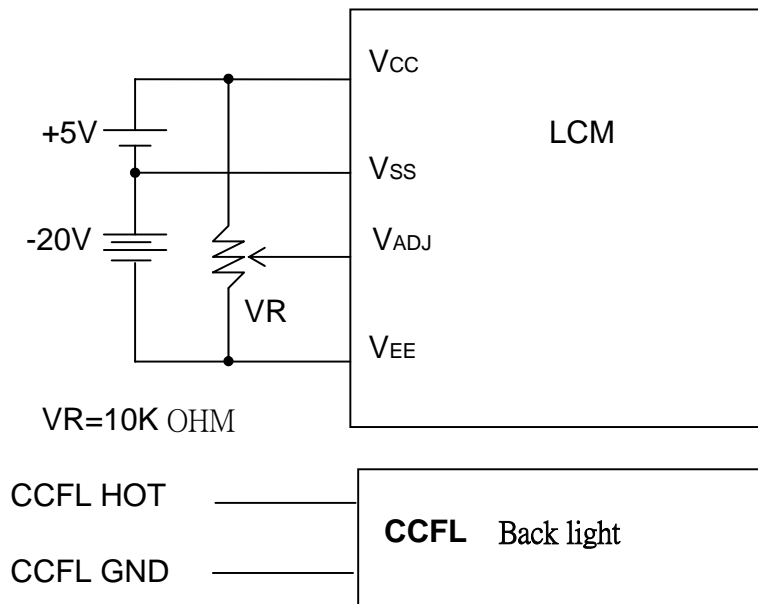 VCC
+5V
LCM
VSS
-20V
VADJ
VR
VEE
VR=10K OHM
CCFL HOT
CCFL Back light
CCFL GND